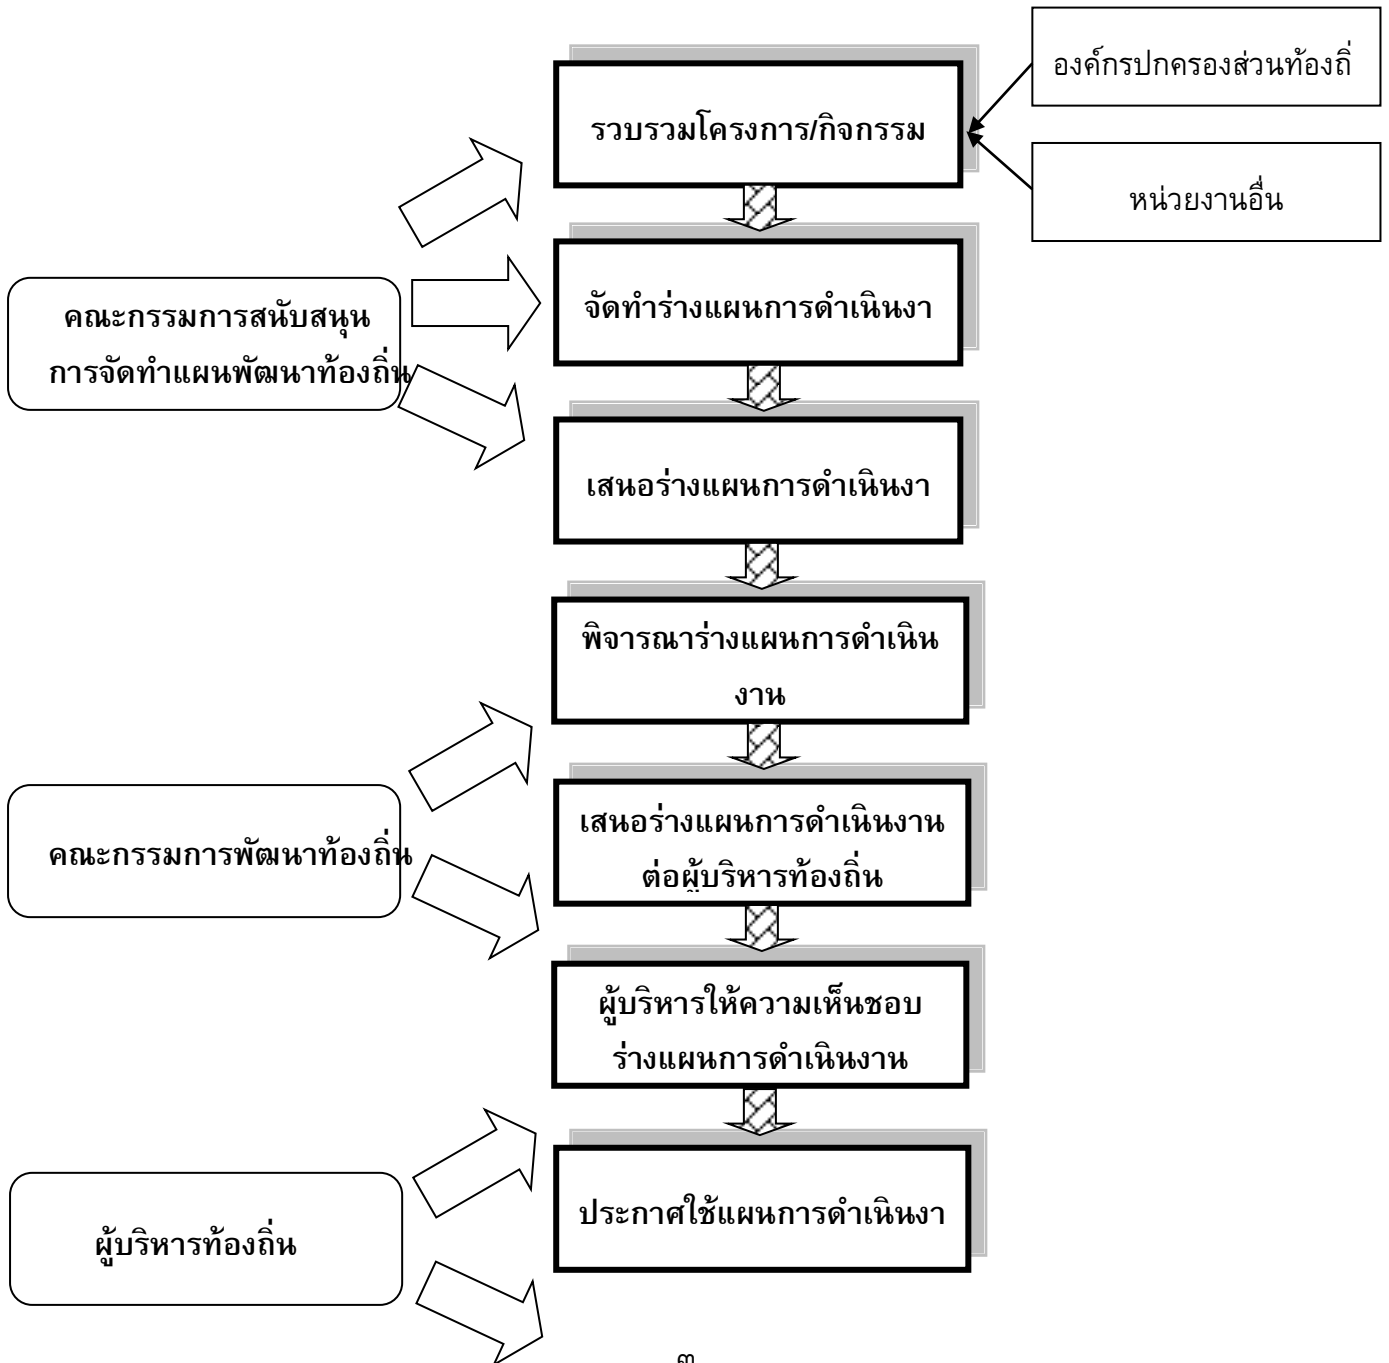 องค์กรปกครองส่วนท้องถิ่
รวบรวมโครงการ/กิจกรรม
หน่วยงานอื่น
คณะกรรมการสนับสนุน
การจัดทำแผนพัฒนาท้องถิ่น
จัดทำร่างแผนการดำเนินงา
เสนอร่างแผนการดำเนินงา
พิจารณาร่างแผนการดำเนิน
งาน
คณะกรรมการพัฒนาท้องถิ่น
เสนอร่างแผนการดำเนินงาน
ต่อผู้บริหารท้องถิ่น
ผู้บริหารให้ความเห็นชอบ
ร่างแผนการดำเนินงาน
ผู้บริหารท้องถิ่น
ประกาศใช้แผนการดำเนินงา
๓